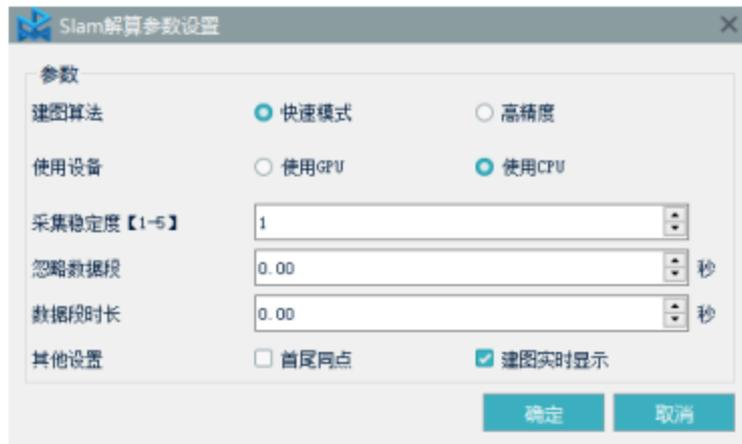 Slam解算参数设置
参数
建图算法 快速模式 高精度
使用设备 使用GPU 使用CPU
采集稳定度【1-5】 1
忽略数据段 0.00 秒
数据段时长 0.00 秒
其他设置 首尾同点 建图实时显示
确定 取消